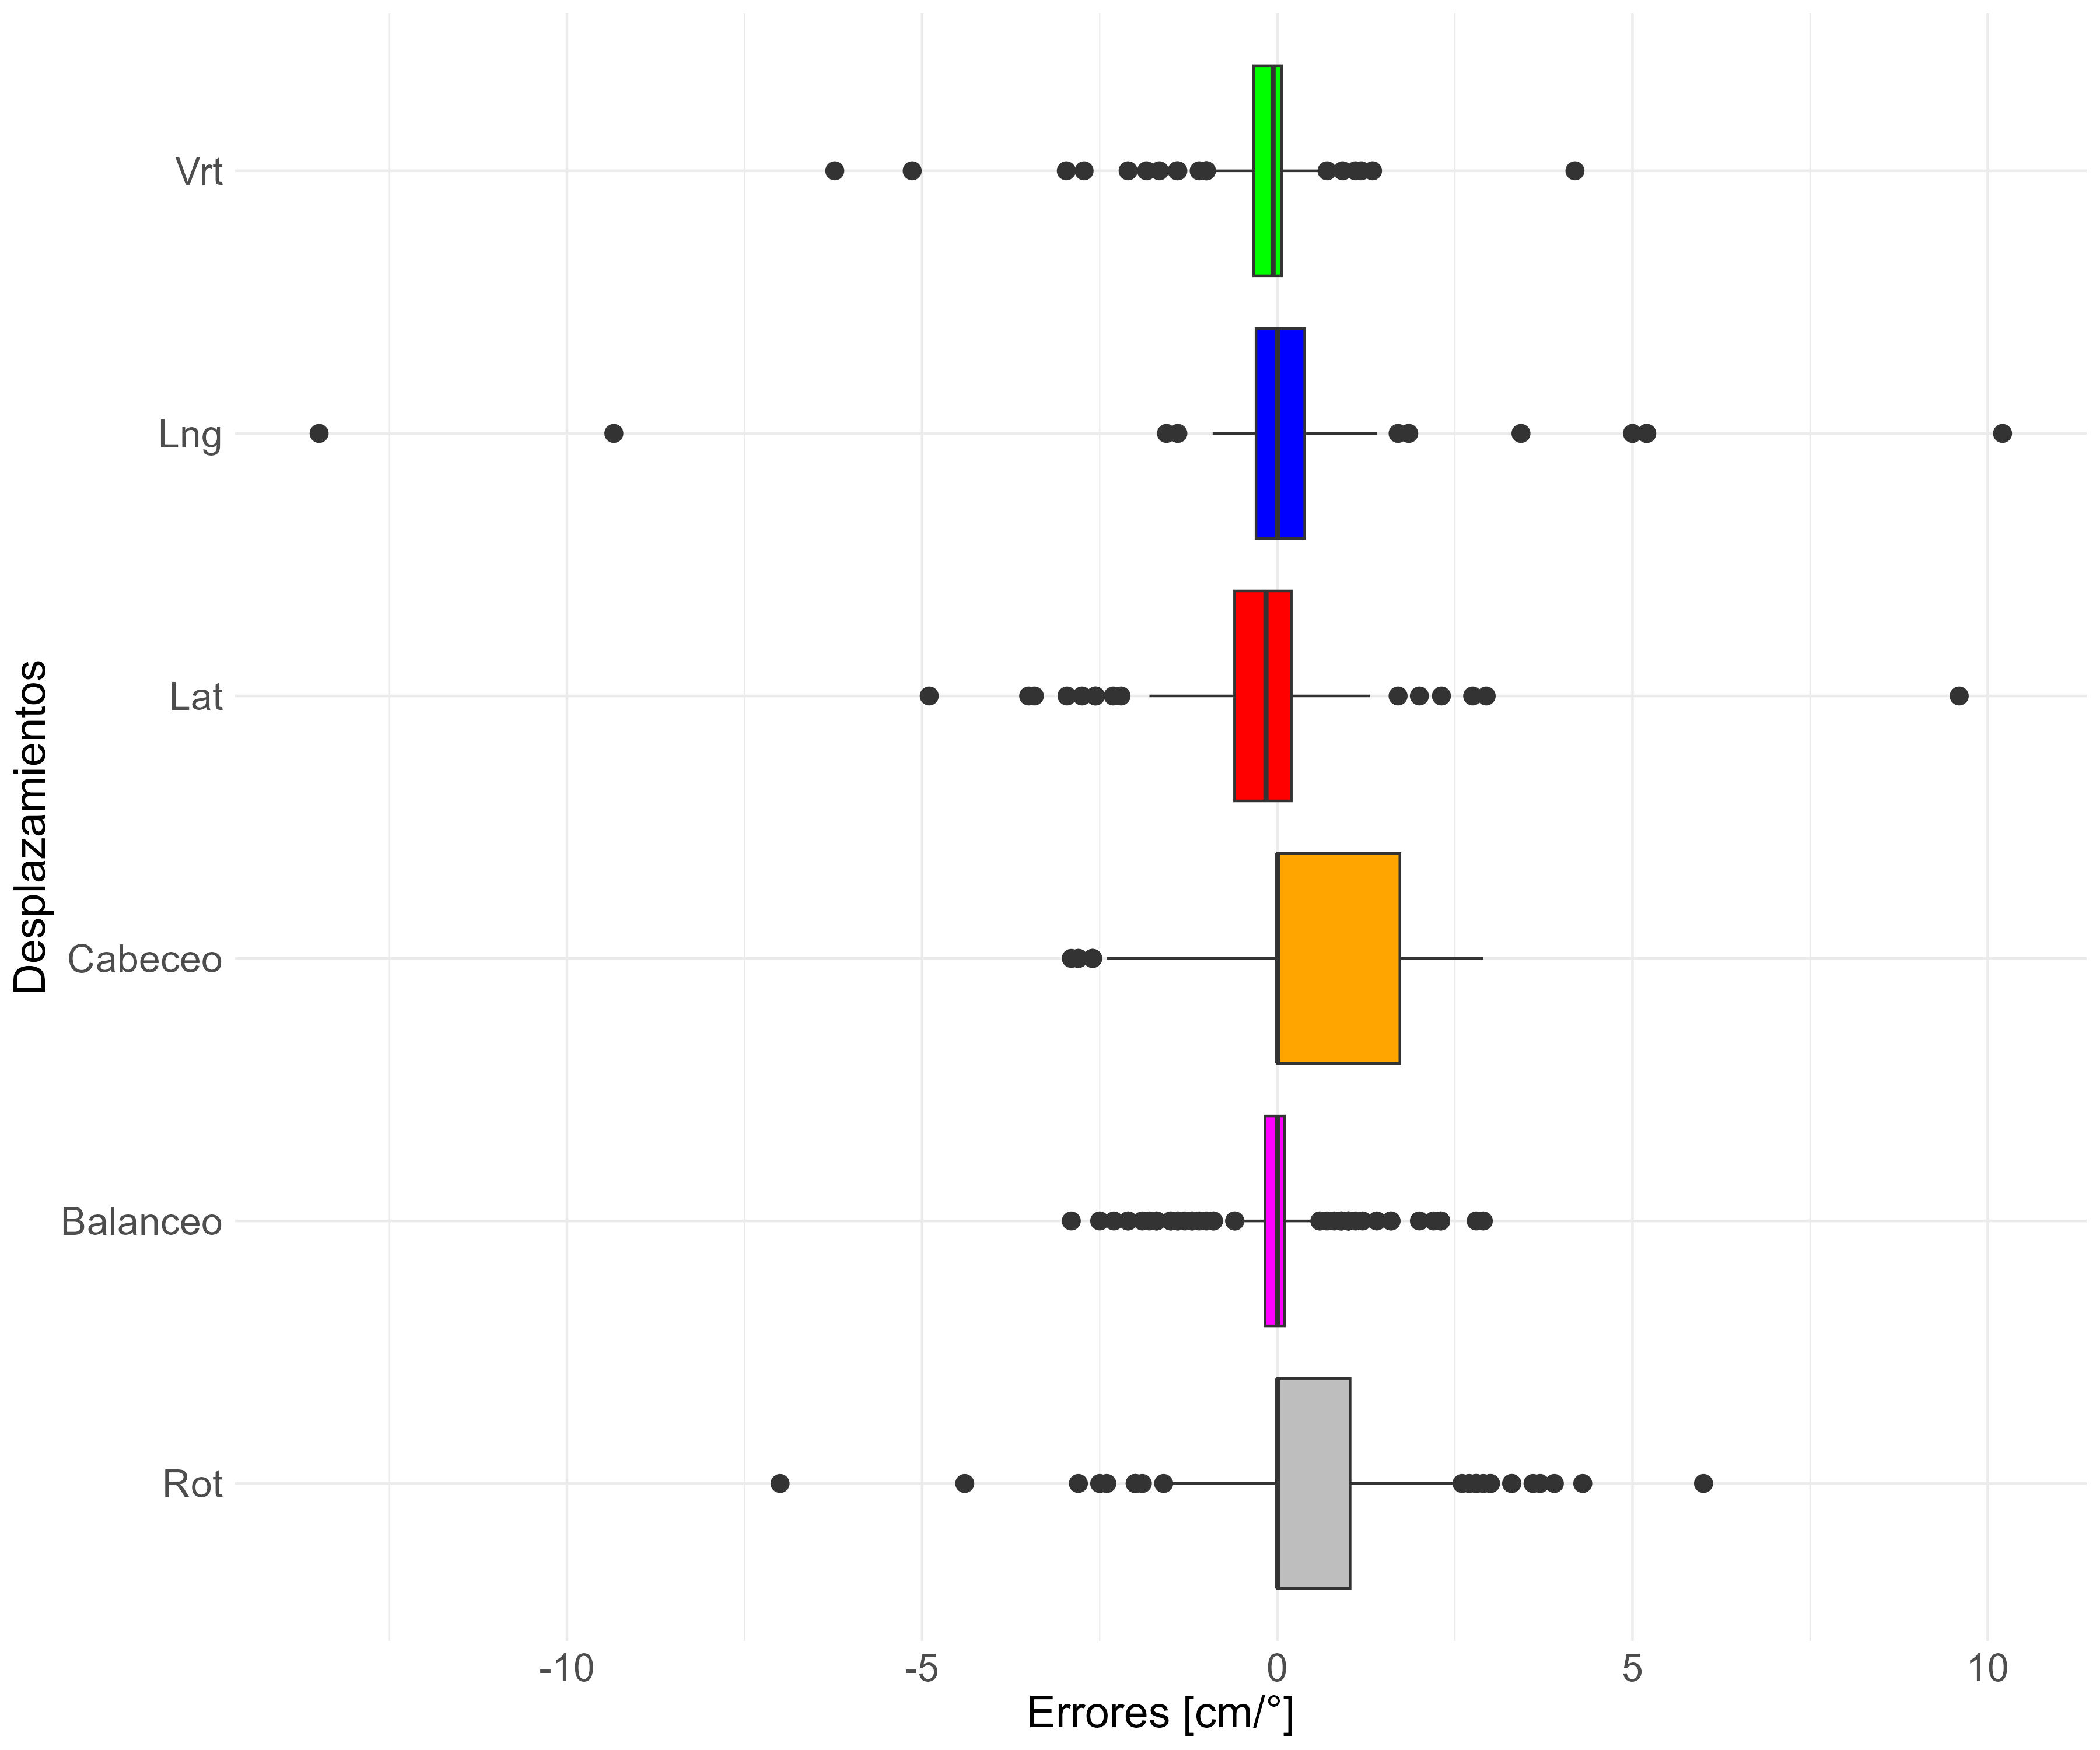 Desplazamientos
Vrt
Lng
Lat
Cabeceo
Balanceo
Rot
-10 -5 0 5 10
Errores [cm/°]